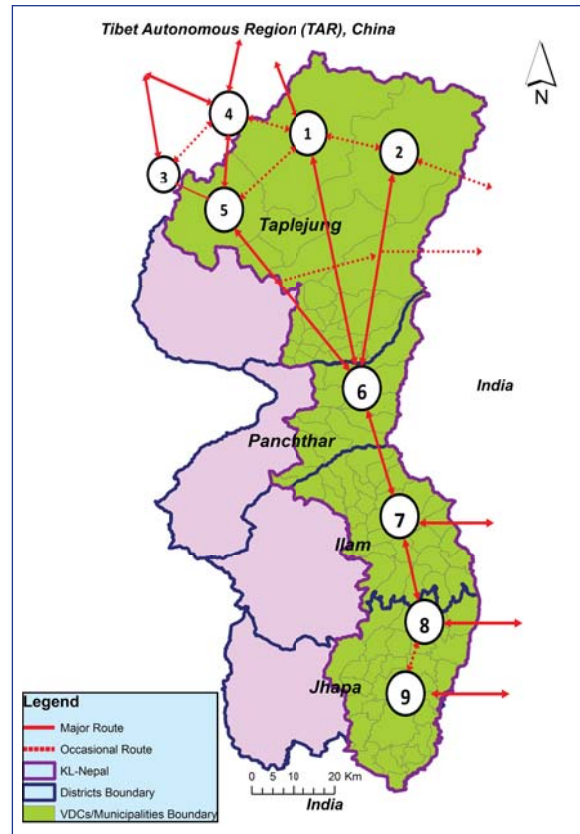 Tibet Autonomous Region (TAR), China
N
4
1
2
3
5
Taplejung
6
India
Panchthar
7
Ilam
8
9
Jhapa
Legend
Major Route
Occasional Route
KL-Nepal
Districts Boundary
VDCs/Municipalities Boundary
0 5 10 20 Km
India